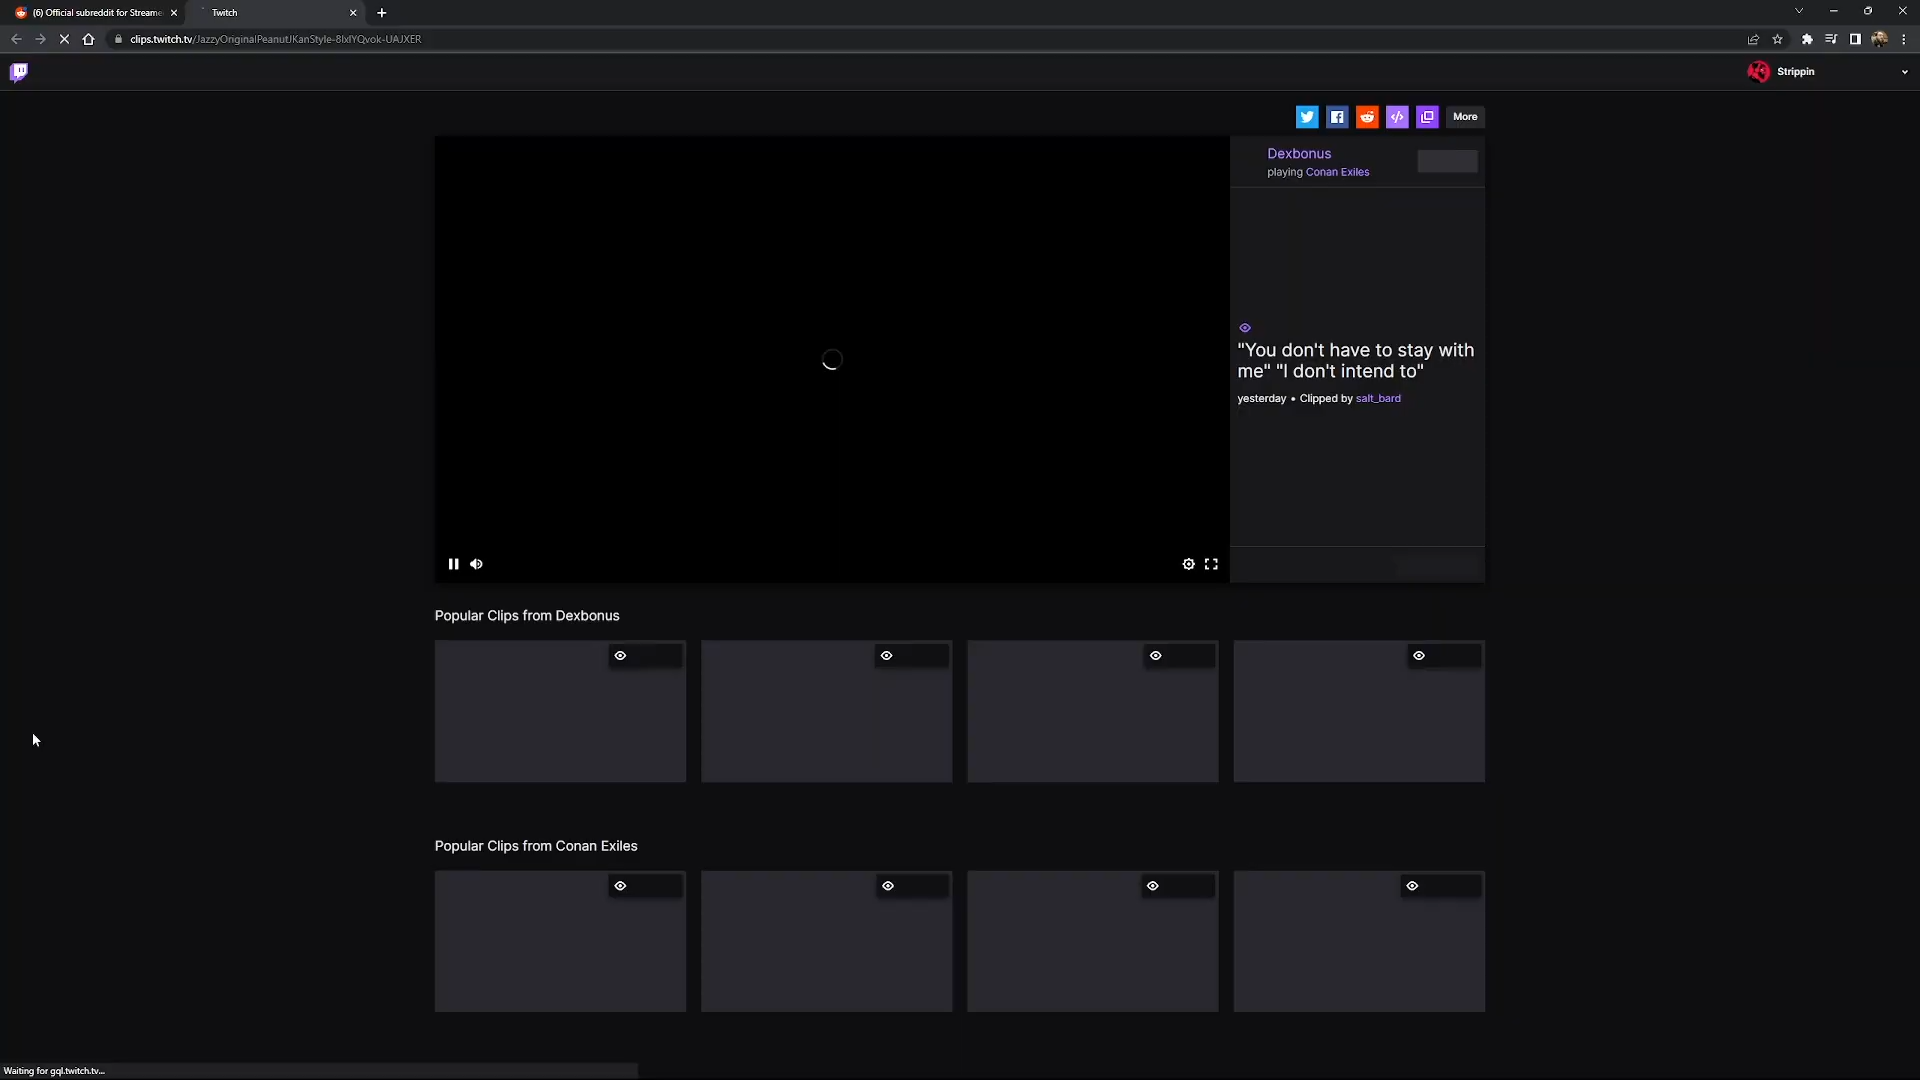 (6) Official subreddit for Streame
Twitch
clips.twitch.tv/JazzyOriginalPeanutJKanStyle-8IxlYQvok-UAJXER
Strippin
More
Dexbonus
playing Conan Exiles
"You don't have to stay with
me" "I don't intend to"
yesterday • Clipped by salt_bard
Popular Clips from Dexbonus
Popular Clips from Conan Exiles
Waiting for gql.twitch.tv...